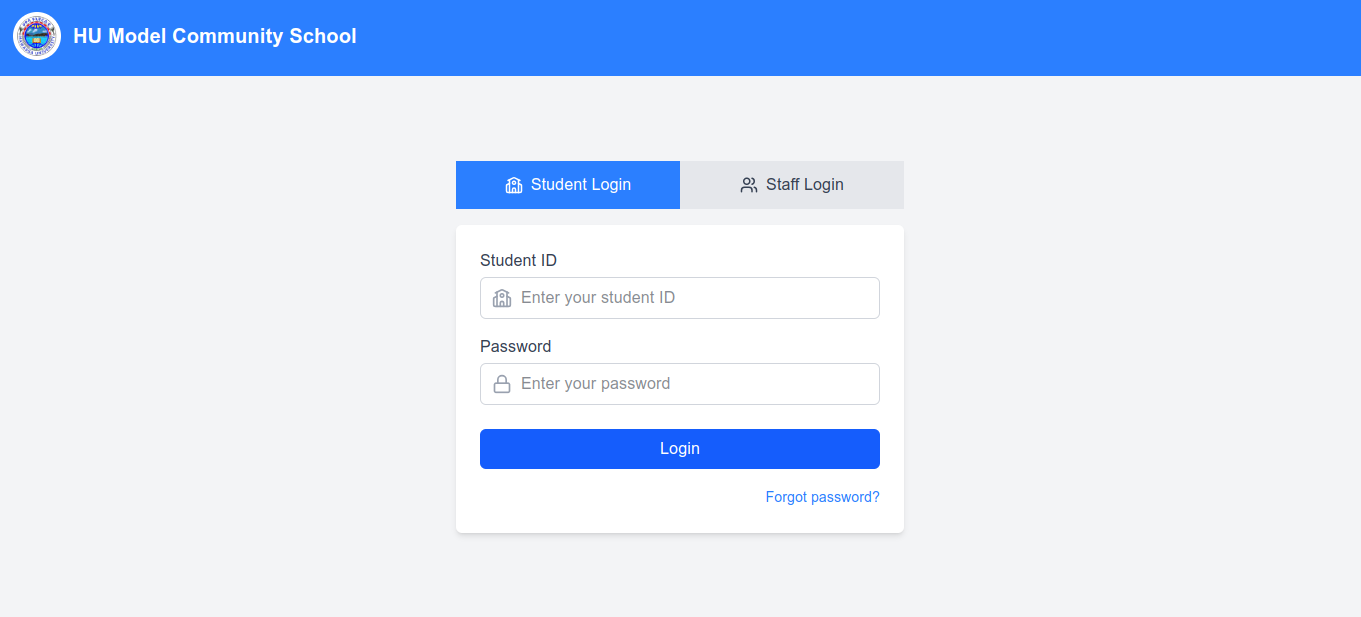 HU Model Community School
Student Login
Staff Login
Student ID
Enter your student ID
Password
Enter your password
Login
Forgot password?